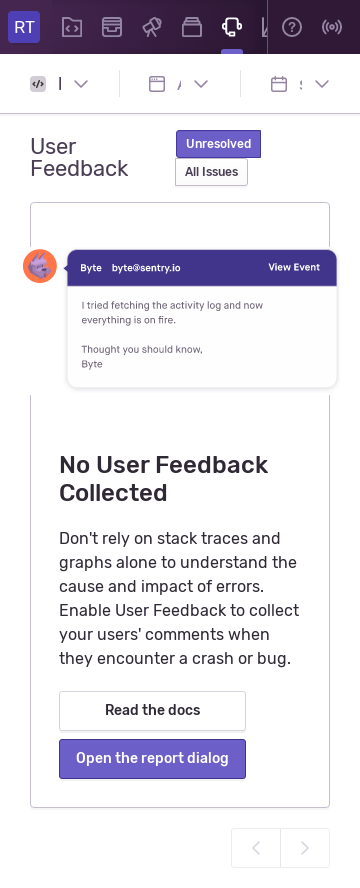 RT
User
Feedback
Unresolved
All Issues
Byte byte@sentry.io View Event
I tried fetching the activity log and now
everything is on fire.
Thought you should know,
Byte
No User Feedback
Collected
Don't rely on stack traces and
graphs alone to understand the
cause and impact of errors.
Enable User Feedback to collect
your users' comments when
they encounter a crash or bug.
Read the docs
Open the report dialog